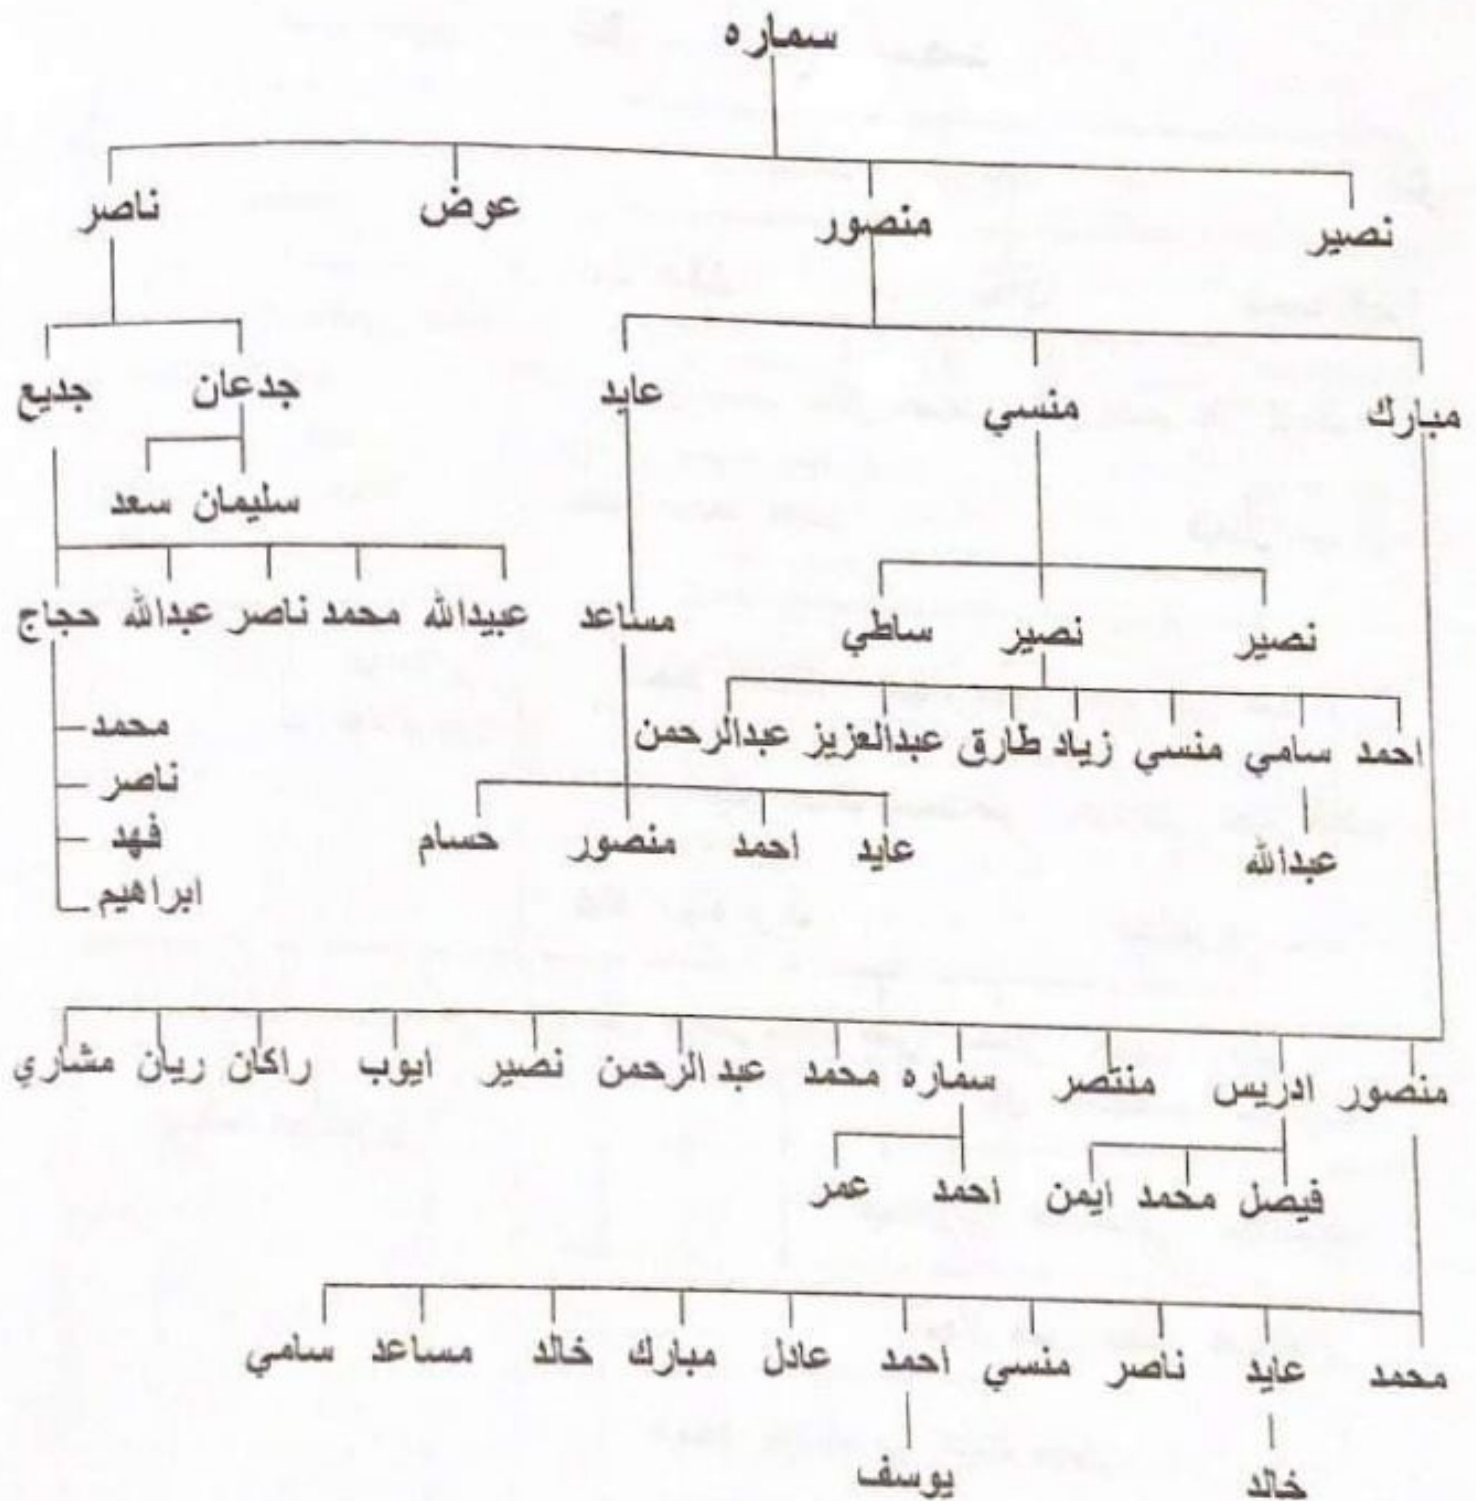 سماره
نصير منصور عوض ناصر
مبارك منسي عايد جدعان جديع
سليمان سعد
نصير نصير ساطي مساعد عبيدالله محمد ناصر عبدالله حجاج
احمد سامي منسي زياد طارق عبدالعزيز عبدالرحمن
محمد
ناصر
عبدالله عايد احمد منصور حسام فهد
ابراهيم
منصور ادريس منتصر سماره محمد عبد الرحمن نصير ايوب راكان ريان مشاري
فيصل محمد ايمن احمد عمر
محمد عايد ناصر منسي احمد عادل مبارك خالد مساعد سامي
خالد يوسف